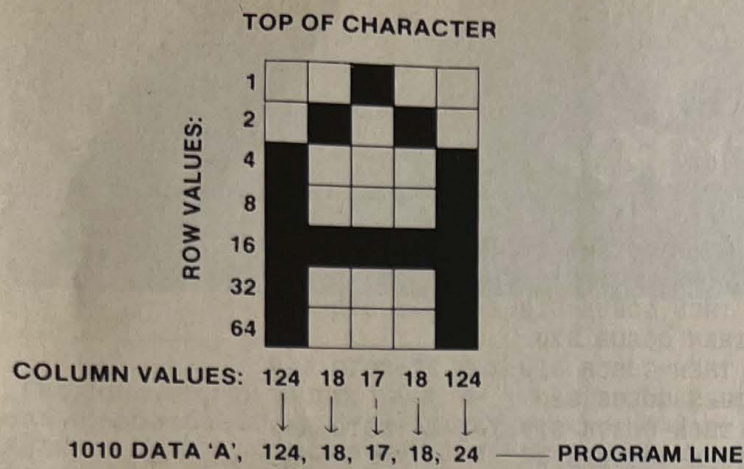 TOP OF CHARACTER
ROW VALUES:
1
2
4
8
16
32
64
COLUMN VALUES: 124 18 17 18 124
1010 DATA 'A', 124, 18, 17, 18, 24 —— PROGRAM LINE